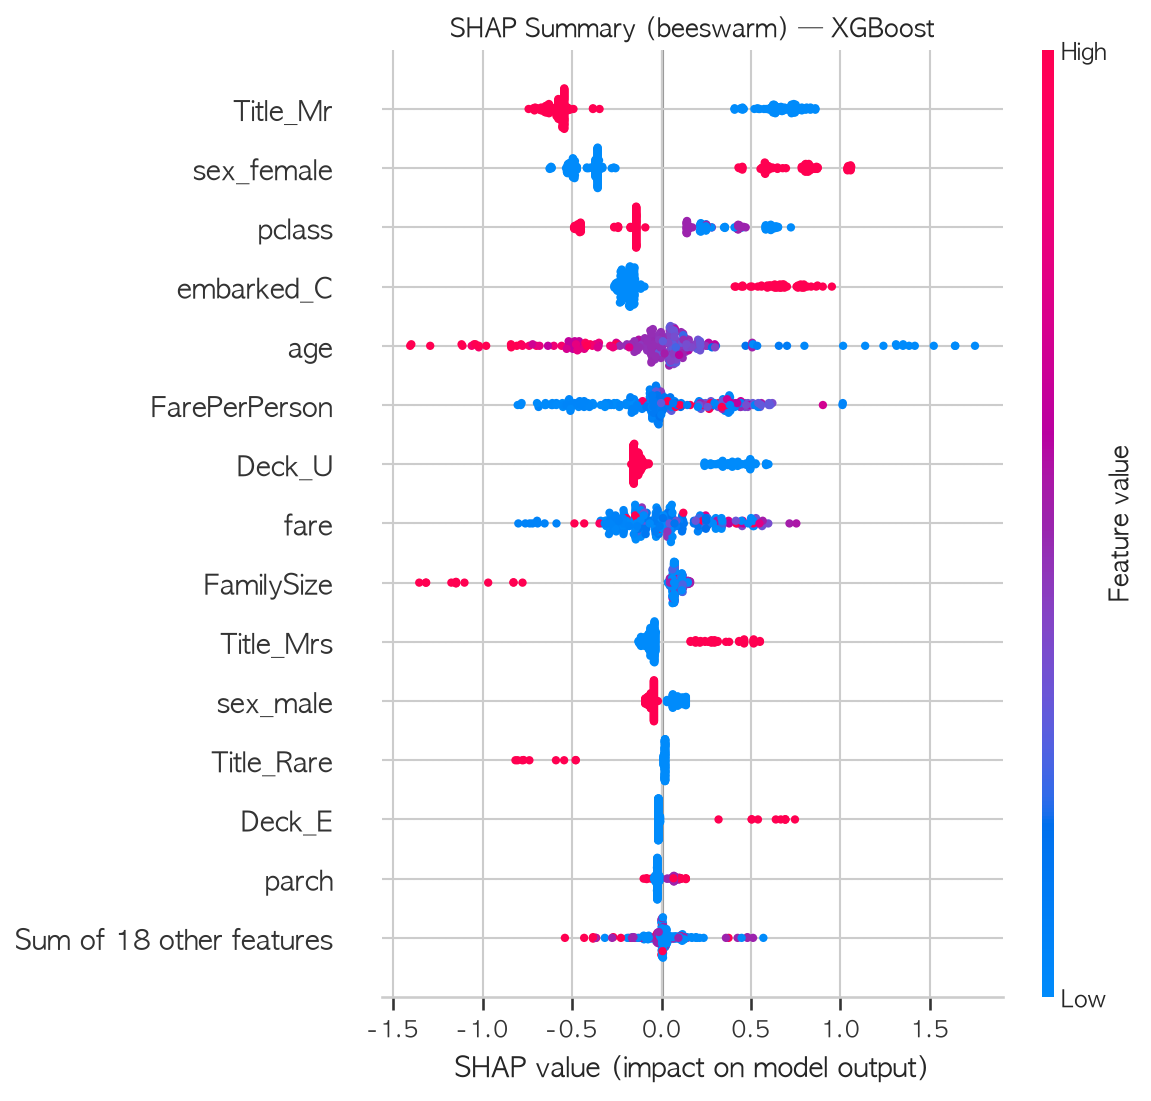 SHAP Summary (beeswarm) — XGBoost
High
Title_Mr
sex_female
pclass
embarked_C
age
FarePerPerson
Deck_U
fare
FamilySize
Title_Mrs
sex_male
Title_Rare
Deck_E
parch
Sum of 18 other features
Feature value
Low
-1.5 -1.0 -0.5 0.0 0.5 1.0 1.5
SHAP value (impact on model output)